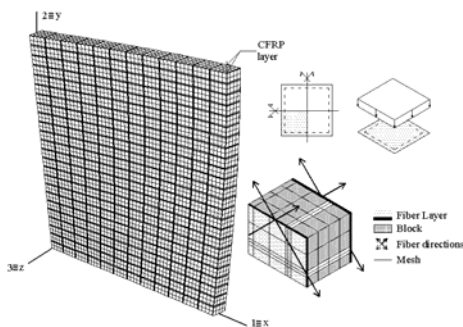 2≡y
CFRP
layer
Fiber Layer
Block
Fiber directions
Mesh
3≡z
1≡x